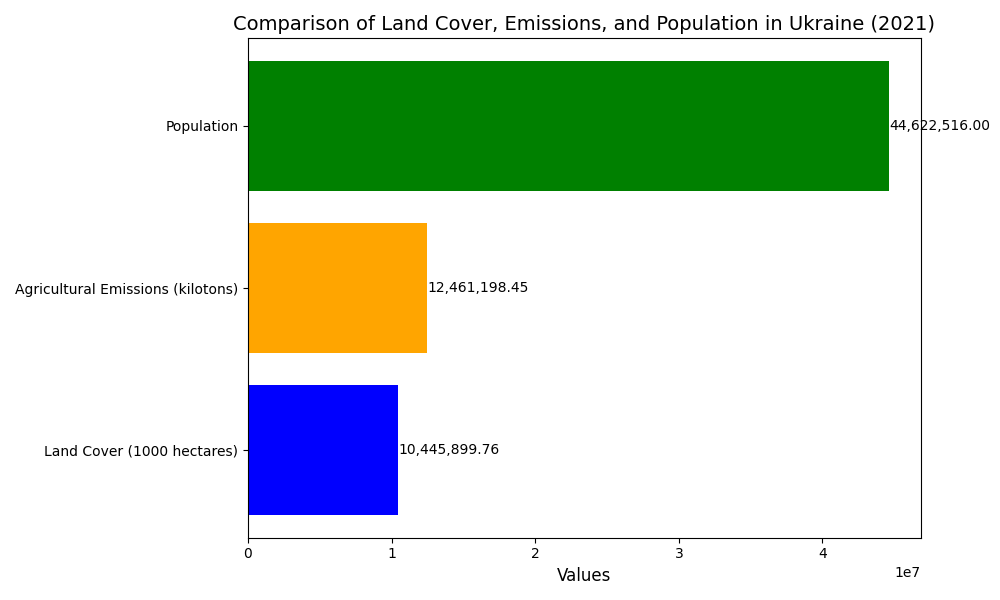 Comparison of Land Cover, Emissions, and Population in Ukraine (2021)
Population
44,622,516.00
Agricultural Emissions (kilotons)
12,461,198.45
Land Cover (1000 hectares)
10,445,899.76
0 1 2 3 4
1e7
Values